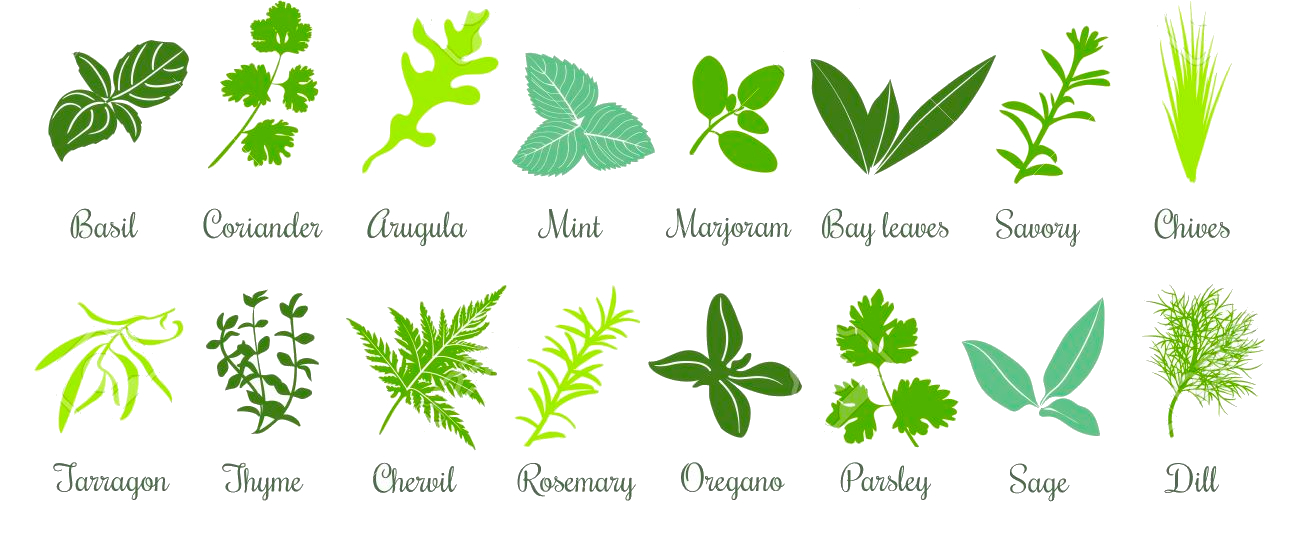 Basil Coriander Arugula Mint Marjoram Bay leaves Savory Chives
Tarragon Thyme Chervil Rosemary Oregano Parsley Sage Dill